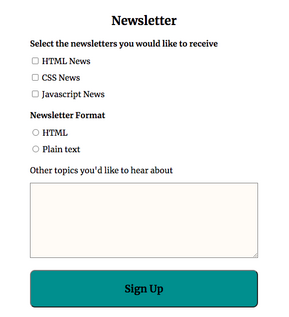 Newsletter
Select the newsletters you would like to receive
HTML News
CSS News
Javascript News
Newsletter Format
HTML
Plain text
Other topics you'd like to hear about
Sign Up